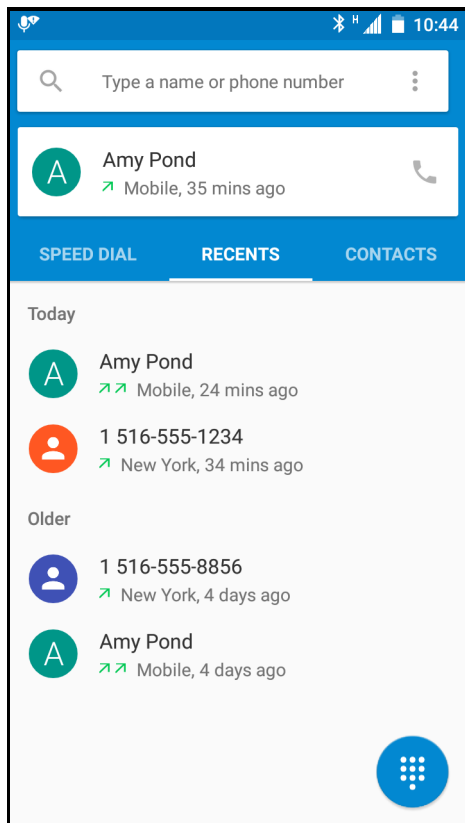 H 10:44
Type a name or phone number
A Amy Pond
Mobile, 35 mins ago
SPEED DIAL RECENTS CONTACTS
Today
A Amy Pond
Mobile, 24 mins ago
1 516-555-1234
New York, 34 mins ago
Older
1 516-555-8856
New York, 4 days ago
A Amy Pond
Mobile, 4 days ago